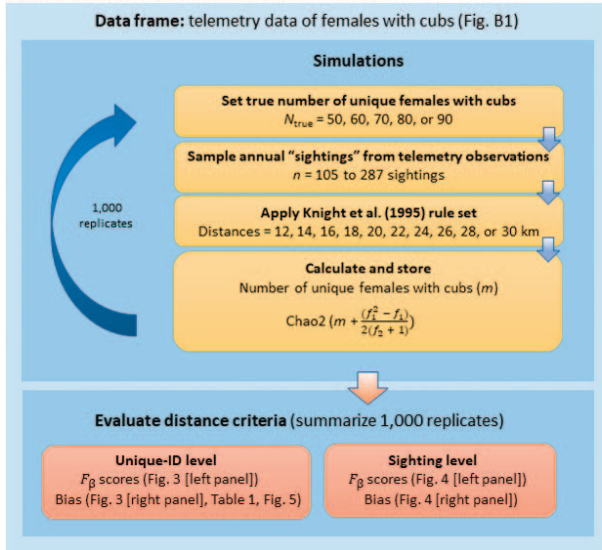 Data frame: telemetry data of females with cubs (Fig. B1)
Simulations
Set true number of unique females with cubs
N_true = 50, 60, 70, 80, or 90
Sample annual “sightings” from telemetry observations
n = 105 to 287 sightings
1,000
replicates
Apply Knight et al. (1995) rule set
Distances = 12, 14, 16, 18, 20, 22, 24, 26, 28, or 30 km
Calculate and store
Number of unique females with cubs (m)
Chao2 (m + (f₁² − f₁) / 2(f₂ + 1))
Evaluate distance criteria (summarize 1,000 replicates)
Unique-ID level
F_β scores (Fig. 3 [left panel])
Bias (Fig. 3 [right panel], Table 1, Fig. 5)
Sighting level
F_β scores (Fig. 4 [left panel])
Bias (Fig. 4 [right panel])